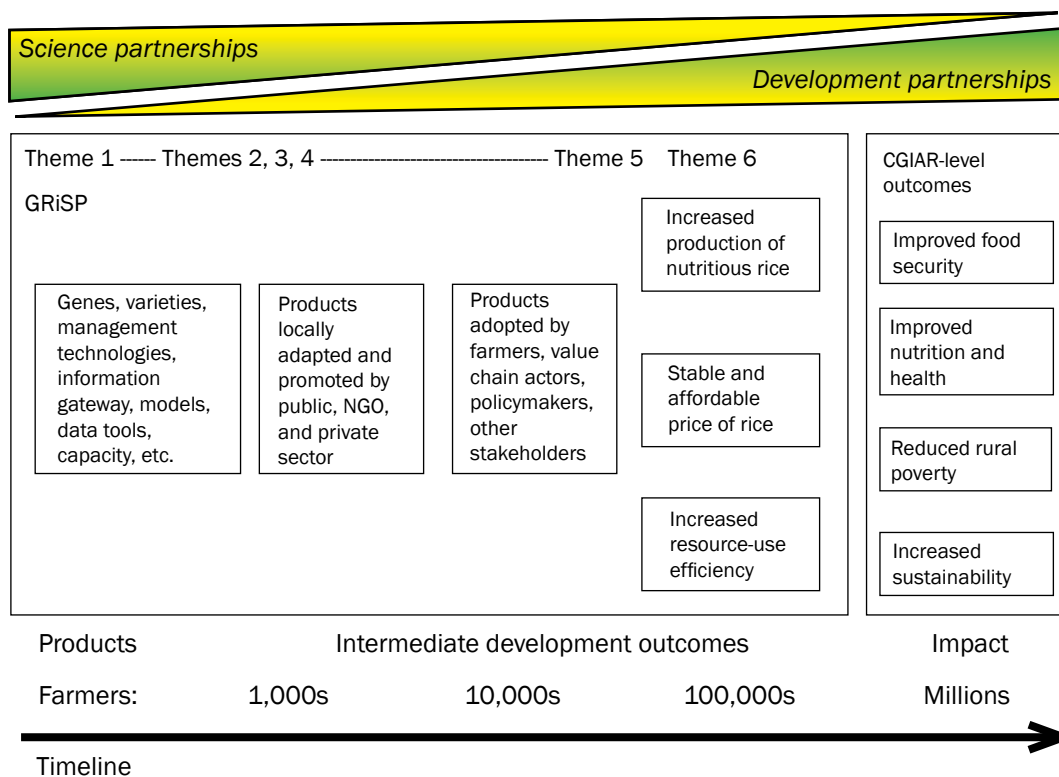 Science partnerships
Development partnerships
Theme 1 ------ Themes 2, 3, 4 -------------------------------------- Theme 5 Theme 6
GRiSP
Genes, varieties,
management
technologies,
information
gateway, models,
data tools,
capacity, etc.
Products
locally
adapted and
promoted by
public, NGO,
and private
sector
Products
adopted by
farmers, value
chain actors,
policymakers,
other
stakeholders
Increased
production of
nutritious rice
Stable and
affordable
price of rice
Increased
resource-use
efficiency
CGIAR-level
outcomes
Improved food
security
Improved
nutrition and
health
Reduced rural
poverty
Increased
sustainability
Products Intermediate development outcomes Impact
Farmers: 1,000s 10,000s 100,000s Millions
Timeline